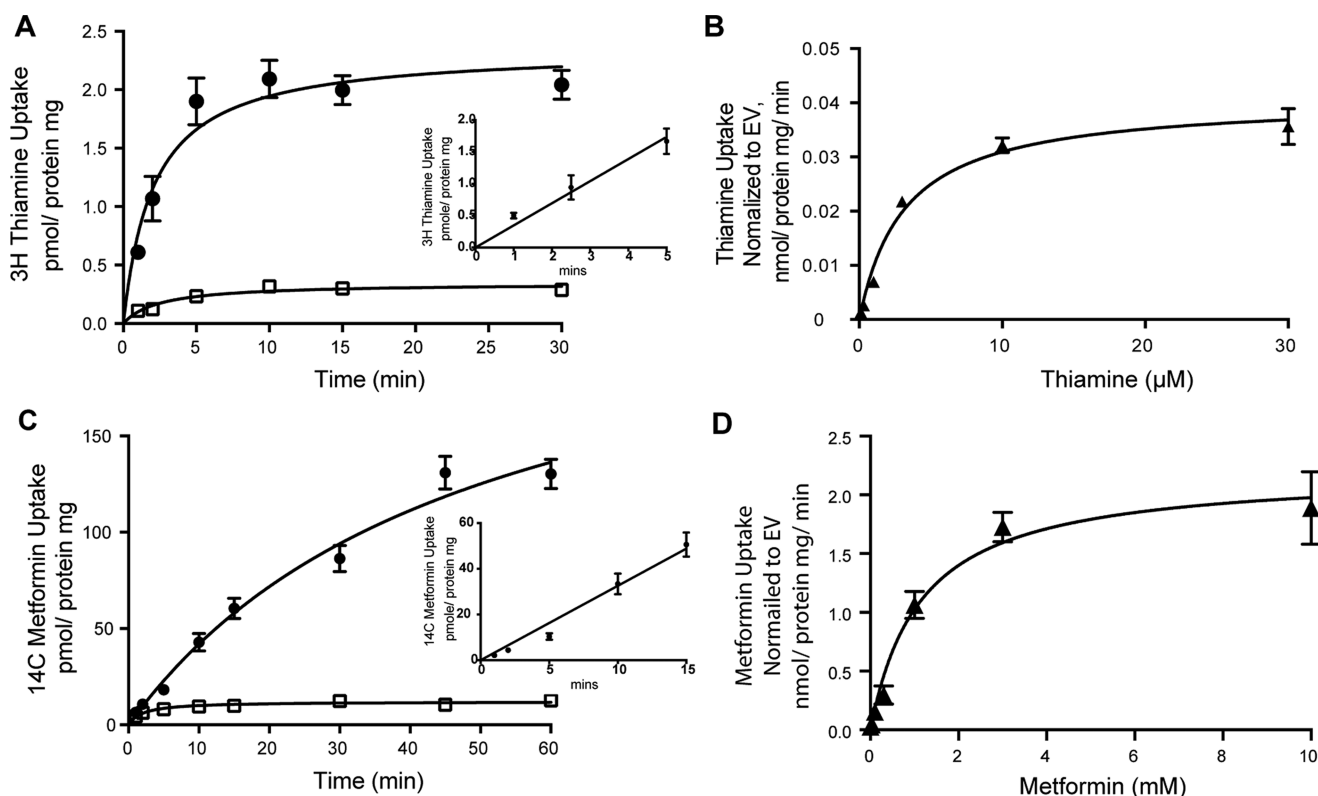 A
3H Thiamine Uptake
pmol/ protein mg
2.5
2.0
1.5
1.0
0.5
0.0
0
5
10
15
20
25
30
Time (min)
3H Thiamine Uptake
pmole/ protein mg
2.0
1.5
1.0
0.5
0.0
0
1
2
3
4
5
mins
B
Thiamine Uptake
Nomalized to EV,
nmol/ protein mg/ min
0.05
0.04
0.03
0.02
0.01
0
0
10
20
30
Thiamine (µM)
C
14C Metformin Uptake
pmol/ protein mg
150
100
50
0
0
10
20
30
40
50
60
Time (min)
14C Metformin Uptake
pmole/ protein mg
60
40
20
0
0
5
10
15
mins
D
Metformin Uptake
Normailed to EV
nmol/ protein mg/ min
2.5
2.0
1.5
1.0
0.5
0.0
0
2
4
6
8
10
Metformin (mM)